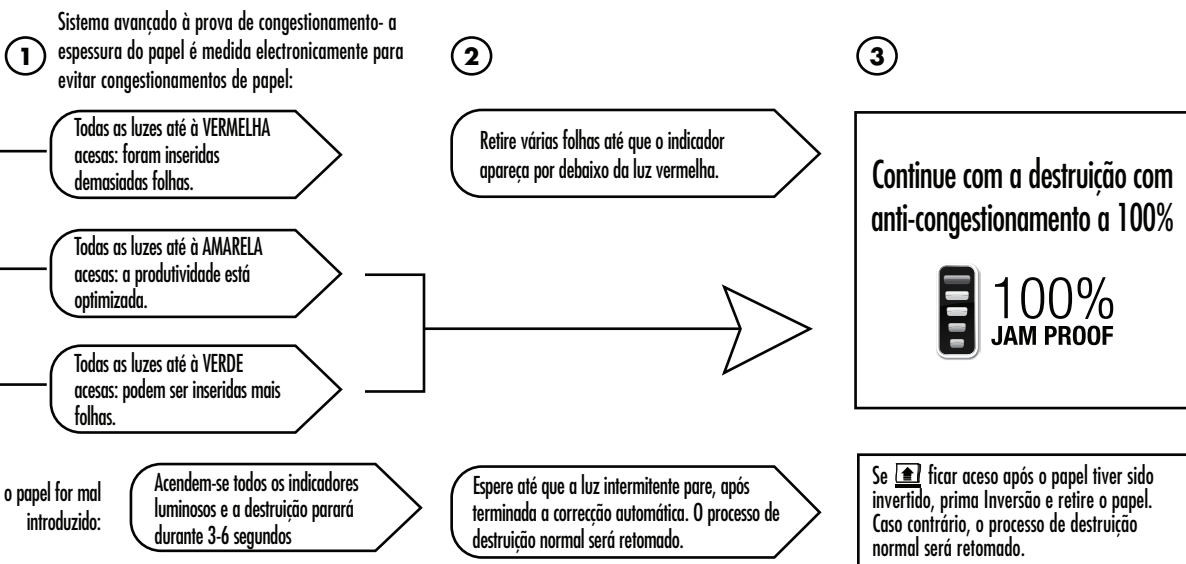 1
Sistema avançado à prova de congestionamento- a
espessura do papel é medida electronicamente para
evitar congestionamentos de papel:
2
3
Todas as luzes até à VERMELHA
acesas: foram inseridas
demasiadas folhas.
Retire várias folhas até que o indicador
apareça por debaixo da luz vermelha.
Continue com a destruição com
anti-congestionamento a 100%
100%
JAM PROOF
Todas as luzes até à AMARELA
acesas: a produtividade está
optimizada.
Todas as luzes até à VERDE
acesas: podem ser inseridas mais
folhas.
o papel for mal
introduzido:
Acendem-se todos os indicadores
luminosos e a destruição parará
durante 3-6 segundos
Espere até que a luz intermitente pare, após
terminada a correcção automática. O processo de
destruição normal será retomado.
Se ficar aceso após o papel tiver sido
invertido, prima Inversão e retire o papel.
Caso contrário, o processo de destruição
normal será retomado.